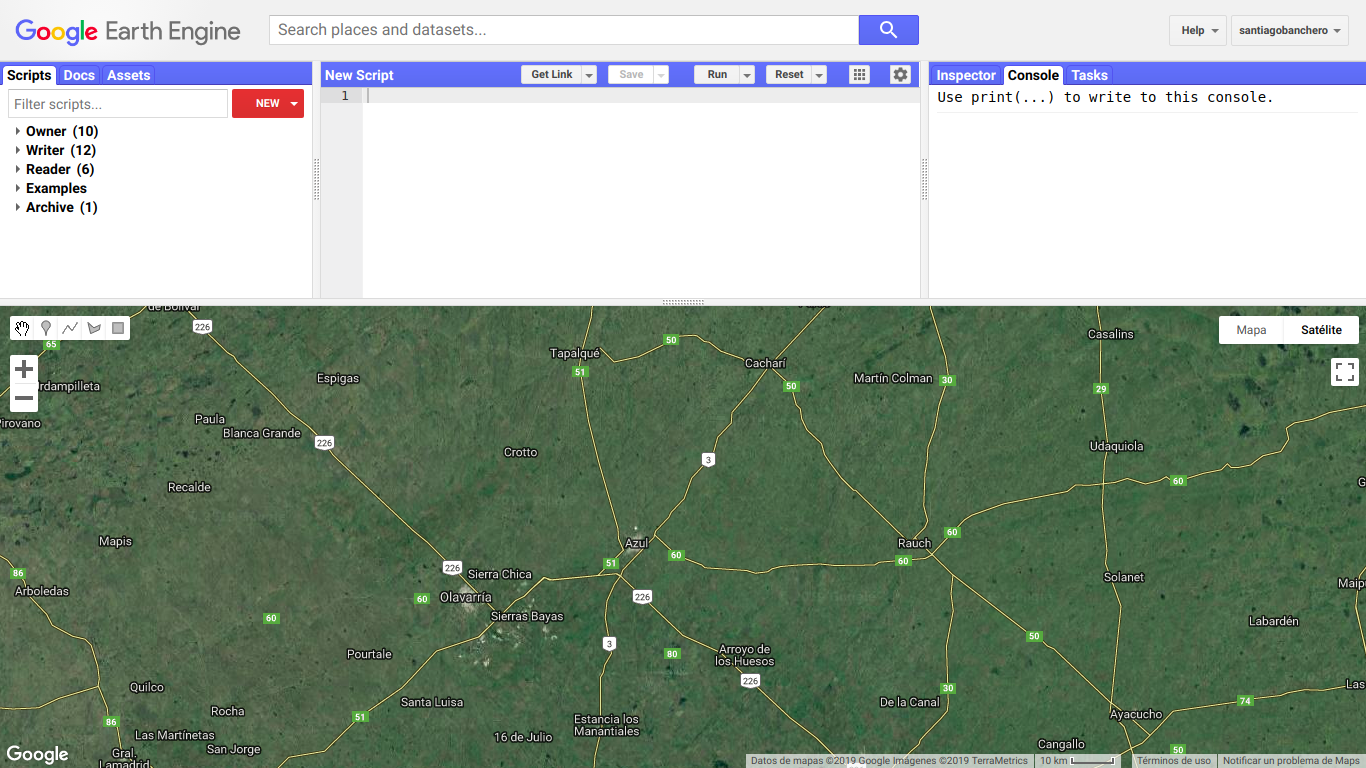 Google Earth Engine
Search places and datasets...
Help
santiagobanchero
Scripts Docs Assets
New Script
Get Link
Save
Run
Reset
Inspector Console Tasks
Filter scripts...
NEW
1
Use print(...) to write to this console.
Owner (10)
Writer (12)
Reader (6)
Examples
Archive (1)
de Bolívar
226
Mapa
Satélite
65
50
Casalins
Tapalqué
Cacharí
51
Espigas
Martín Colman
30
rdampilleta
50
29
Paula
Pirovano
Blanca Grande
226
Udaquiola
Crotto
3
60
Recalde
G
60
Mapis
Azul
Rauch
60
51
60
226
86
Sierra Chica
Solanet
Maip
Arboledas
Olavarría
60
226
60
Sierras Bayas
Labardén
50
3
Pourtale
80
Arroyo de
los Huesos
226
Quilco
30
Las
Santa Luisa
De la Canal
74
Rocha
51
Ayacucho
86
Estancia los
Manantiales
Las Martínetas
16 de Julio
Cangallo
San Jorge
50
Gral.
Lamadrid
Google
Datos de mapas ©2019 Google Imágenes ©2019 TerraMetrics
10 km
Términos de uso
Notificar un problema de Maps